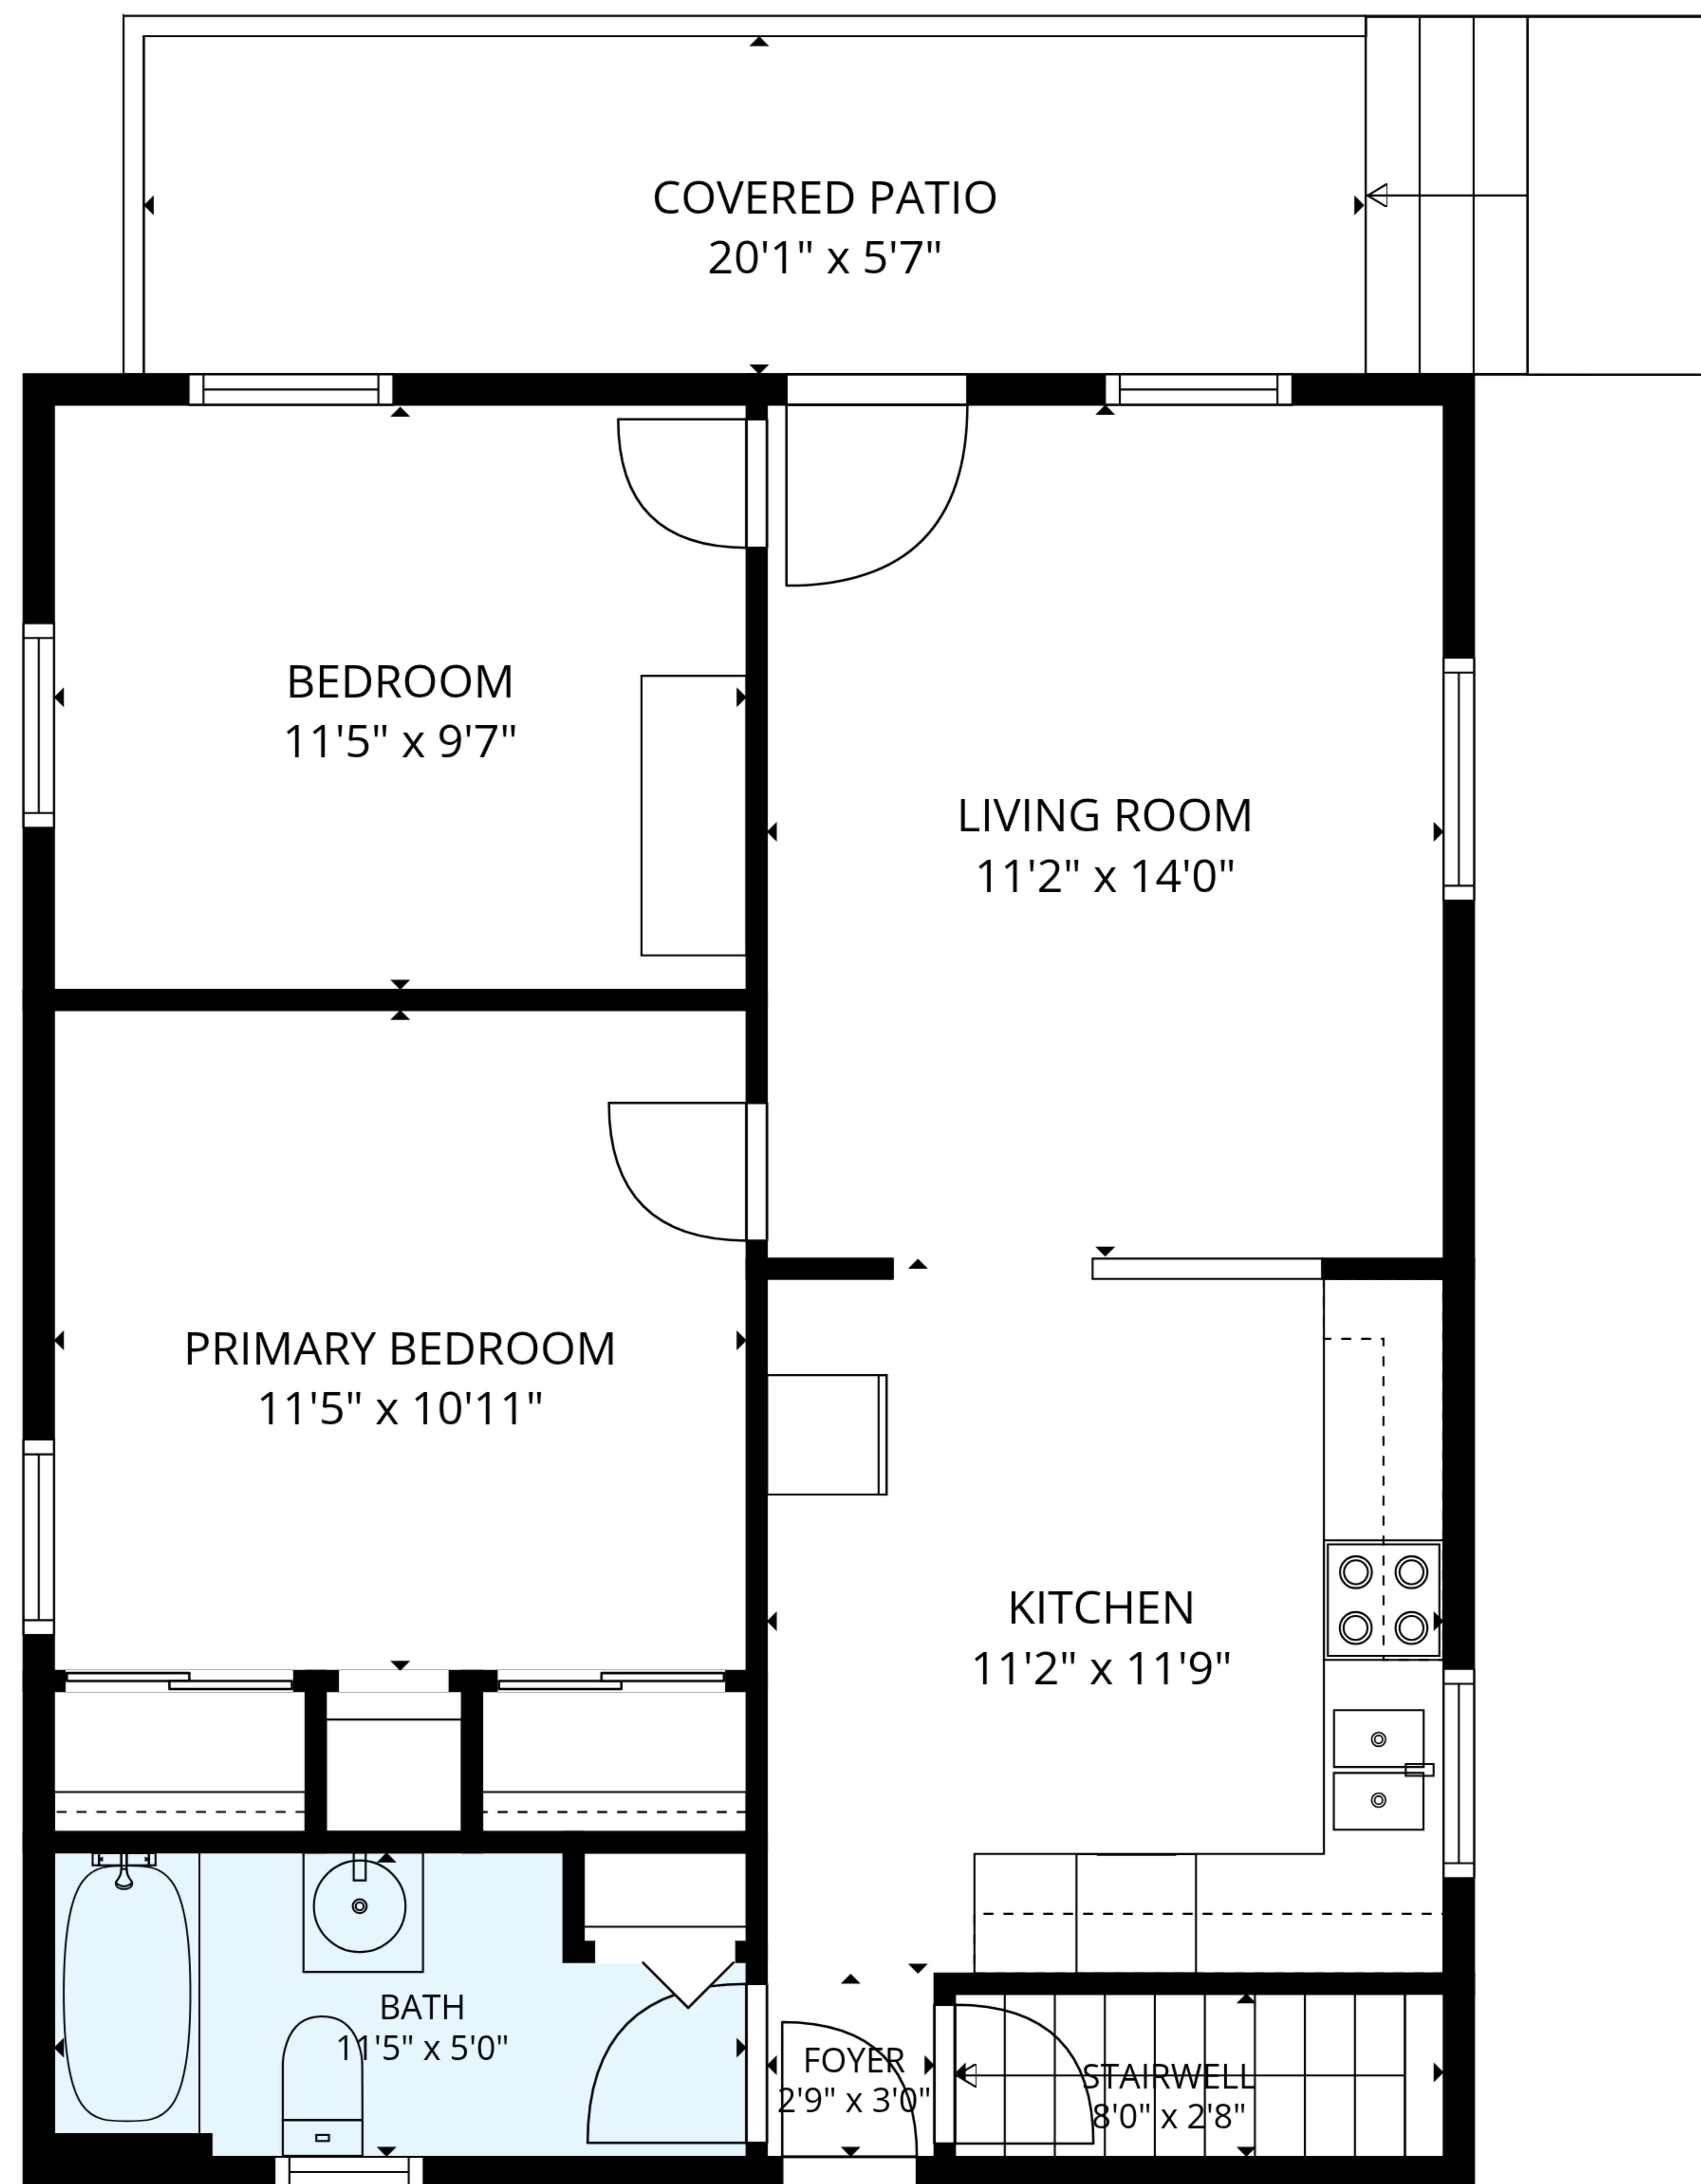 COVERED PATIO
20'1" x 5'7"
BEDROOM
11'5" x 9'7"
LIVING ROOM
11'2" x 14'0"
PRIMARY BEDROOM
11'5" x 10'11"
KITCHEN
11'2" x 11'9"
BATH
11'5" x 5'0"
FOYER
2'9" x 3'0"
STAIRWELL
8'0" x 2'8"